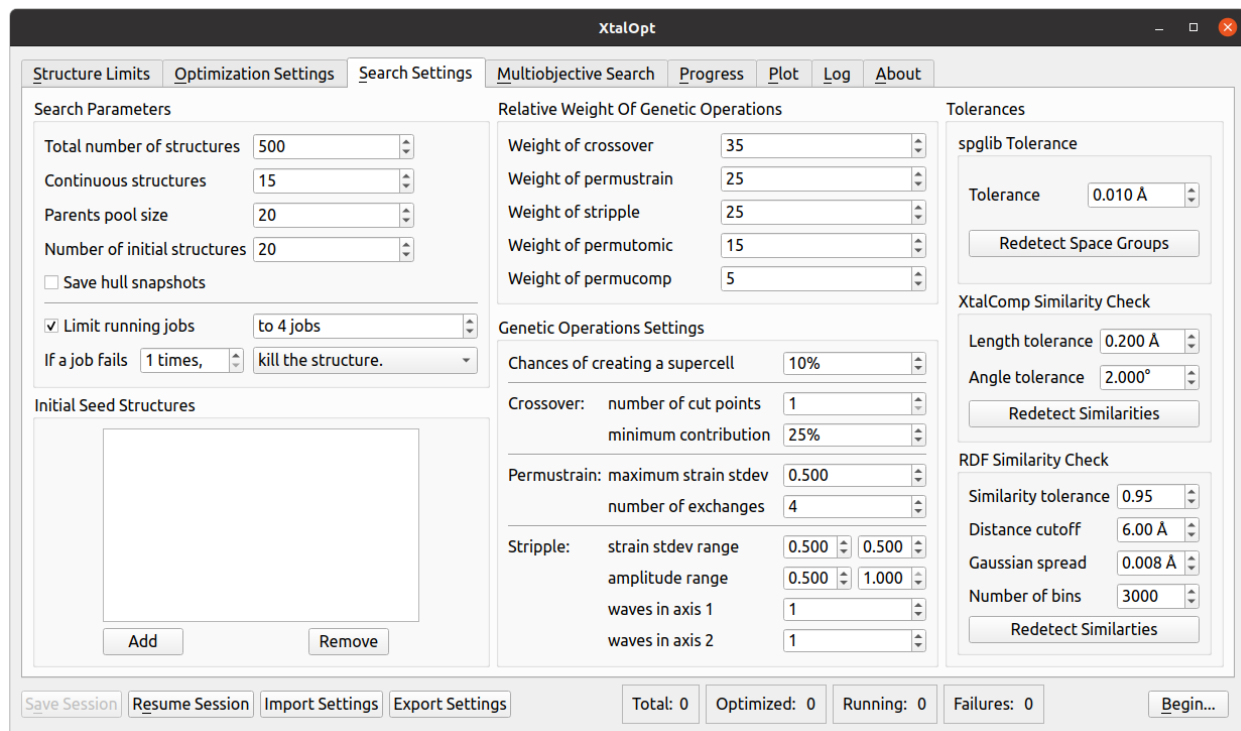 XtalOpt
Structure Limits
Optimization Settings
Search Settings
Multiobjective Search
Progress
Plot
Log
About
Search Parameters
Total number of structures 500
Continuous structures 15
Parents pool size 20
Number of initial structures 20
Save hull snapshots
Limit running jobs to 4 jobs
If a job fails 1 times, kill the structure.
Initial Seed Structures
Add
Remove
Relative Weight Of Genetic Operations
Weight of crossover 35
Weight of permustrain 25
Weight of stripple 25
Weight of permutomic 15
Weight of permucomp 5
Genetic Operations Settings
Chances of creating a supercell 10%
Crossover: number of cut points 1
minimum contribution 25%
Permustrain: maximum strain stdev 0.500
number of exchanges 4
Stripple: strain stdev range 0.500 0.500
amplitude range 0.500 1.000
waves in axis 1 1
waves in axis 2 1
Tolerances
spglib Tolerance
Tolerance 0.010 Å
Redetect Space Groups
XtalComp Similarity Check
Length tolerance 0.200 Å
Angle tolerance 2.000°
Redetect Similarities
RDF Similarity Check
Similarity tolerance 0.95
Distance cutoff 6.00 Å
Gaussian spread 0.008 Å
Number of bins 3000
Redetect Similarties
Save Session
Resume Session
Import Settings
Export Settings
Total: 0
Optimized: 0
Running: 0
Failures: 0
Begin...